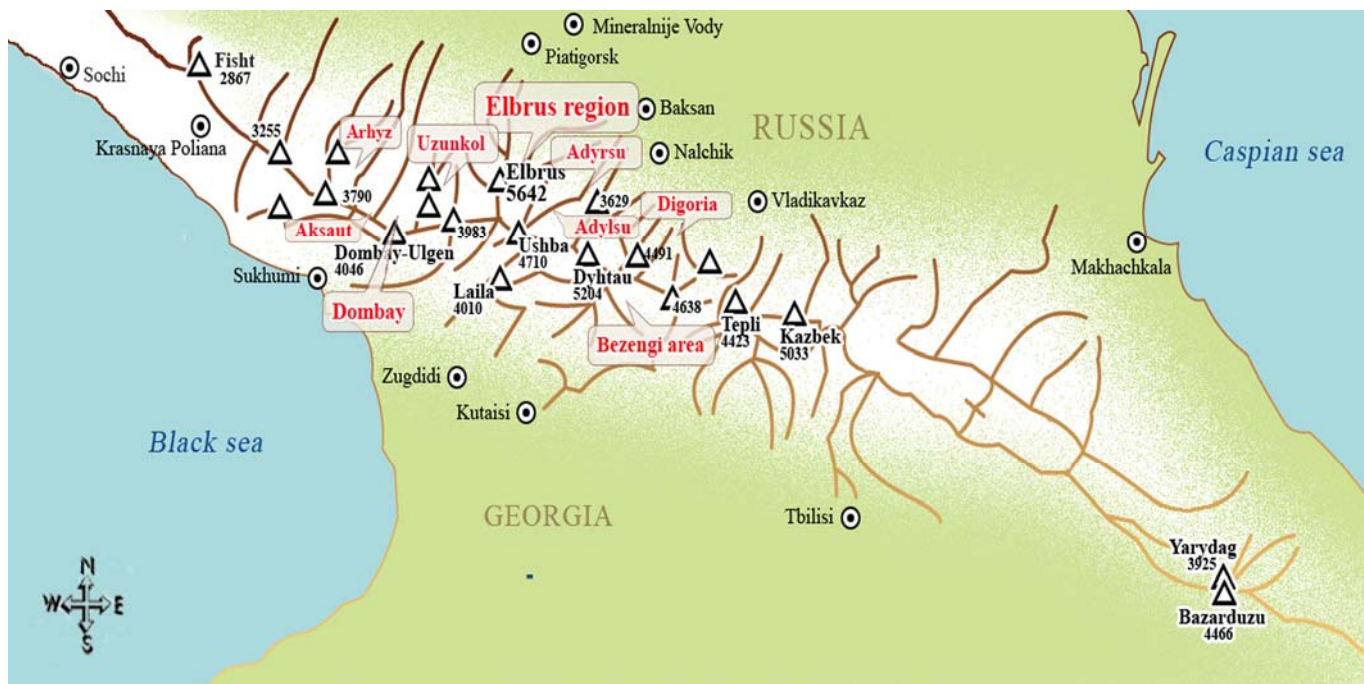 Mineralnije Vody
Piatigorsk
Fisht
2867
Sochi
Elbrus region
Baksan
RUSSIA
Krasnaya Poliana
3255
Arhyz
Uzunkol
Adyrsu
Nalchik
Caspian sea
Elbrus
5642
3790
3629
Digoria
Vladikavkaz
Aksaut
3983
Adylsu
Dombay-Ulgen
4046
Ushba
4710
4491
Makhachkala
Sukhumi
Dyhtau
5204
Laila
4010
4638
Dombay
Tepli
4423
Kazbek
5033
Bezengi area
Zugdidi
Kutaisi
Black sea
GEORGIA
Tbilisi
Yarydag
3925
N
W E
S
Bazarduzu
4466